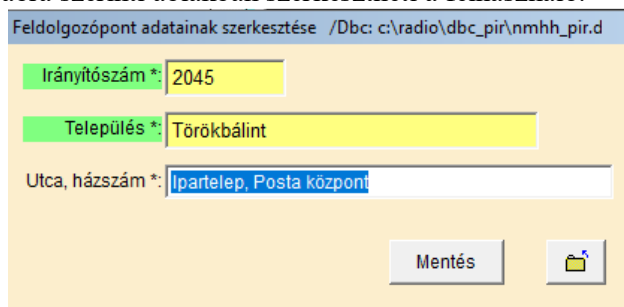 Feldolgozópont adatainak szerkesztése /Dbc: c:\radio\dbc_pir\nmhh_pir.d
Irányítószám *: 2045
Település *: Törökbálint
Utca, házszám *: Ipartelep, Posta központ
Mentés